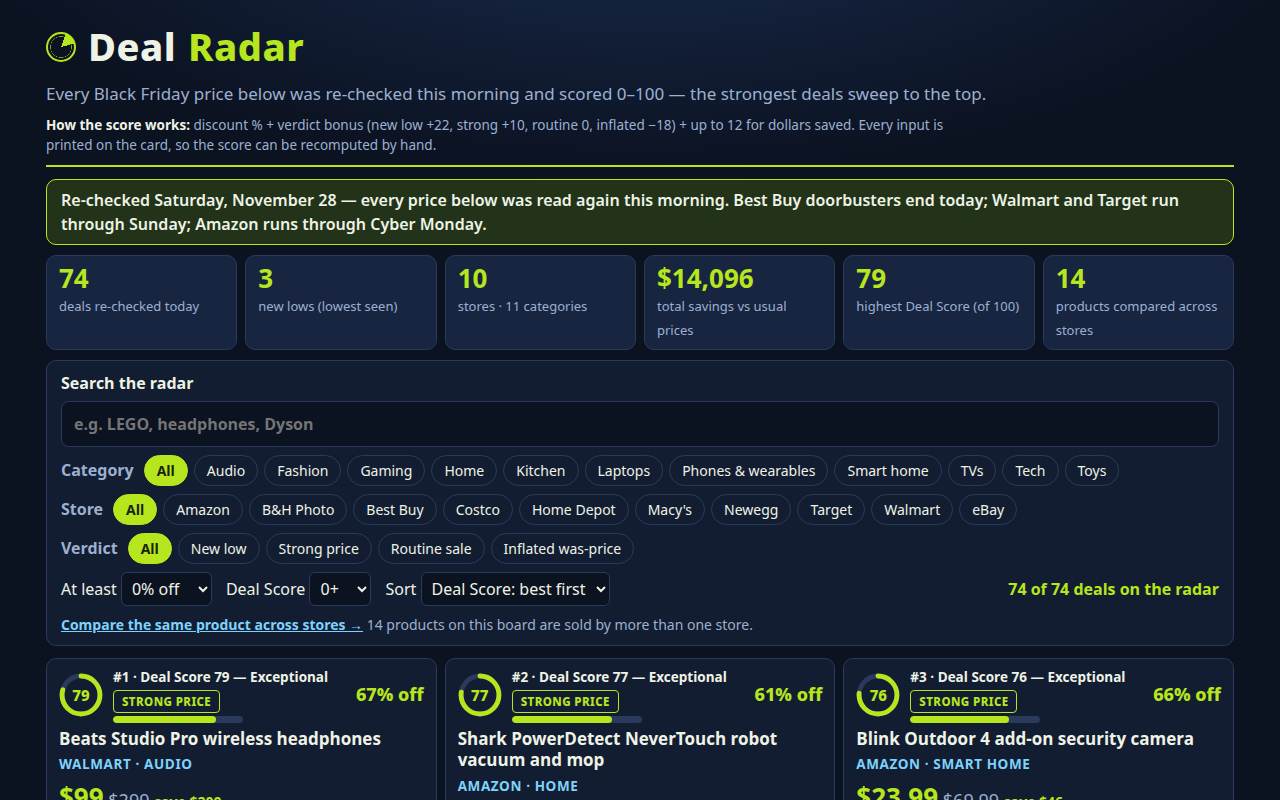 Deal Radar
Every Black Friday price below was re-checked this morning and scored 0–100 — the strongest deals sweep to the top.
How the score works: discount % + verdict bonus (new low +22, strong +10, routine 0, inflated −18) + up to 12 for dollars saved. Every input is
printed on the card, so the score can be recomputed by hand.
Re-checked Saturday, November 28 — every price below was read again this morning. Best Buy doorbusters end today; Walmart and Target run
through Sunday; Amazon runs through Cyber Monday.
74
deals re-checked today
3
new lows (lowest seen)
10
stores · 11 categories
$14,096
total savings vs usual
prices
79
highest Deal Score (of 100)
14
products compared across
stores
Search the radar
e.g. LEGO, headphones, Dyson
Category All Audio Fashion Gaming Home Kitchen Laptops Phones & wearables Smart home TVs Tech Toys
Store All Amazon B&H Photo Best Buy Costco Home Depot Macy's Newegg Target Walmart eBay
Verdict All New low Strong price Routine sale Inflated was-price
At least 0% off Deal Score 0+ Sort Deal Score: best first 74 of 74 deals on the radar
Compare the same product across stores → 14 products on this board are sold by more than one store.
79
#1 · Deal Score 79 — Exceptional
STRONG PRICE
67% off
Beats Studio Pro wireless headphones
WALMART · AUDIO
$99 $299 save $200
77
#2 · Deal Score 77 — Exceptional
STRONG PRICE
61% off
Shark PowerDetect NeverTouch robot
vacuum and mop
AMAZON · HOME
76
#3 · Deal Score 76 — Exceptional
STRONG PRICE
66% off
Blink Outdoor 4 add-on security camera
AMAZON · SMART HOME
$23.99 $69.99 save $46